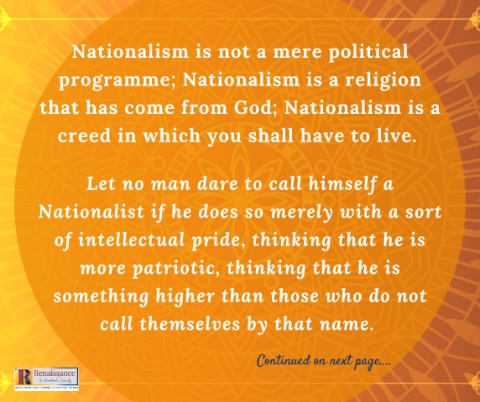 Nationalism is not a mere political
programme; Nationalism is a religion
that has come from God; Nationalism is a
creed in which you shall have to live.
Let no man dare to call himself a
Nationalist if he does so merely with a sort
of intellectual pride, thinking that he is
more patriotic, thinking that he is
something higher than those who do not
call themselves by that name.
Continued on next page....
Renaissance